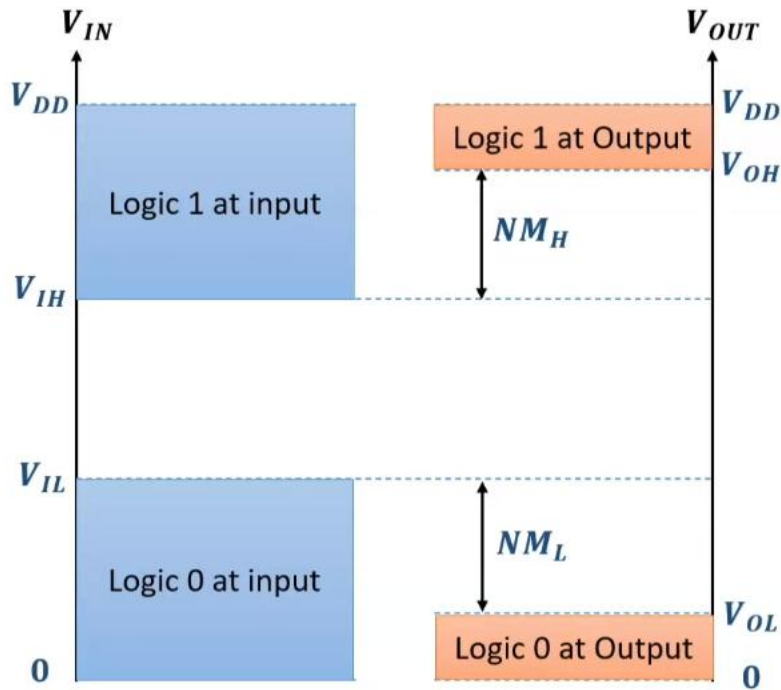 V_IN
V_OUT
V_DD
V_DD
Logic 1 at Output
V_OH
Logic 1 at input
NM_H
V_IH
V_IL
NM_L
Logic 0 at input
V_OL
Logic 0 at Output
0
0